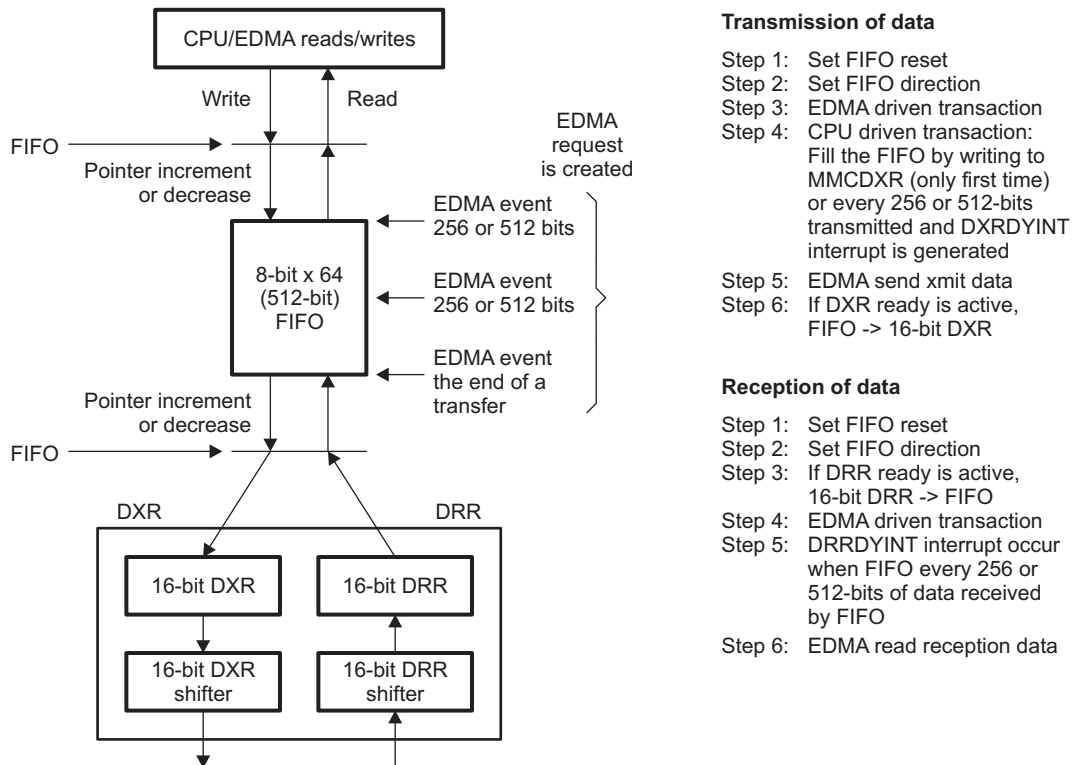 CPU/EDMA reads/writes
Write
Read
FIFO
Pointer increment
or decrease
EDMA
request
is created
EDMA event
256 or 512 bits
8-bit x 64
(512-bit)
FIFO
EDMA event
256 or 512 bits
EDMA event
the end of a
transfer
Pointer increment
or decrease
FIFO
DXR
DRR
16-bit DXR
16-bit DRR
16-bit DXR
shifter
16-bit DRR
shifter
Transmission of data
Step 1: Set FIFO reset
Step 2: Set FIFO direction
Step 3: EDMA driven transaction
Step 4: CPU driven transaction:
Fill the FIFO by writing to
MMCDXR (only first time)
or every 256 or 512-bits
transmitted and DXRDYINT
interrupt is generated
Step 5: EDMA send xmit data
Step 6: If DXR ready is active,
FIFO -> 16-bit DXR
Reception of data
Step 1: Set FIFO reset
Step 2: Set FIFO direction
Step 3: If DRR ready is active,
16-bit DRR -> FIFO
Step 4: EDMA driven transaction
Step 5: DRRDYINT interrupt occur
when FIFO every 256 or
512-bits of data received
by FIFO
Step 6: EDMA read reception data